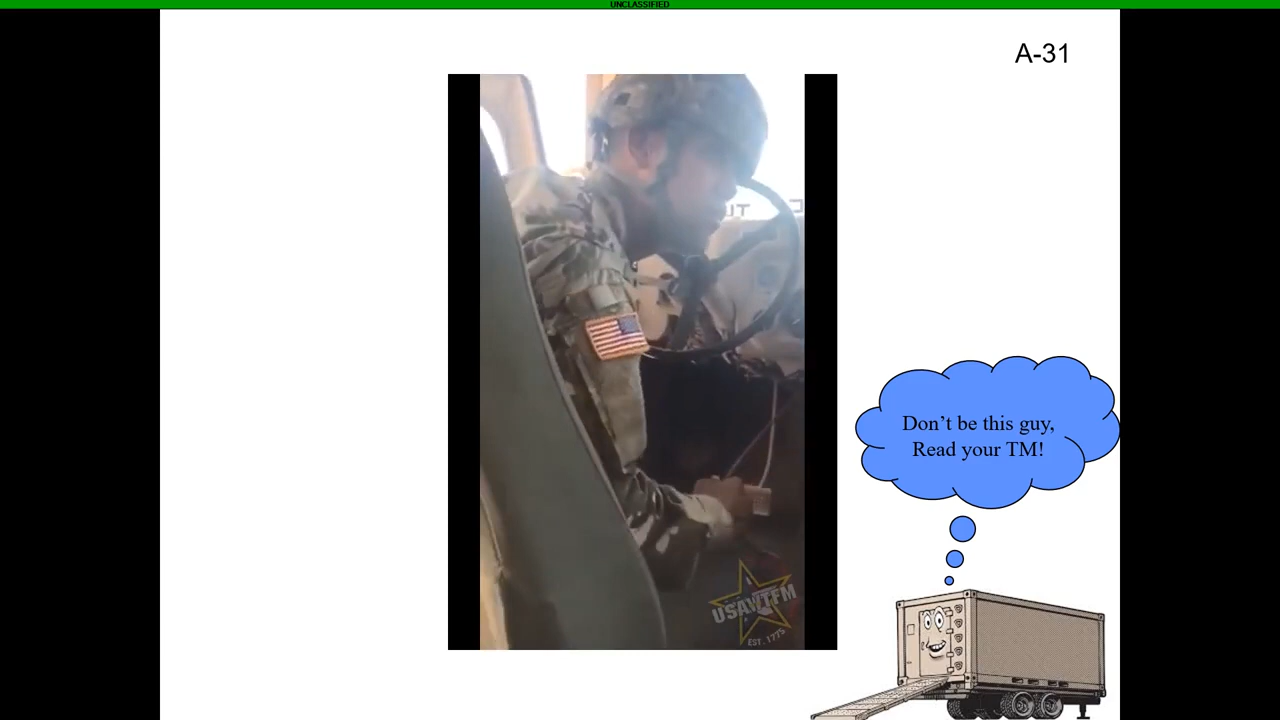 UNCLASSIFIED
A-31
Don’t be this guy,
Read your TM!
USAWTFM
EST. 1775